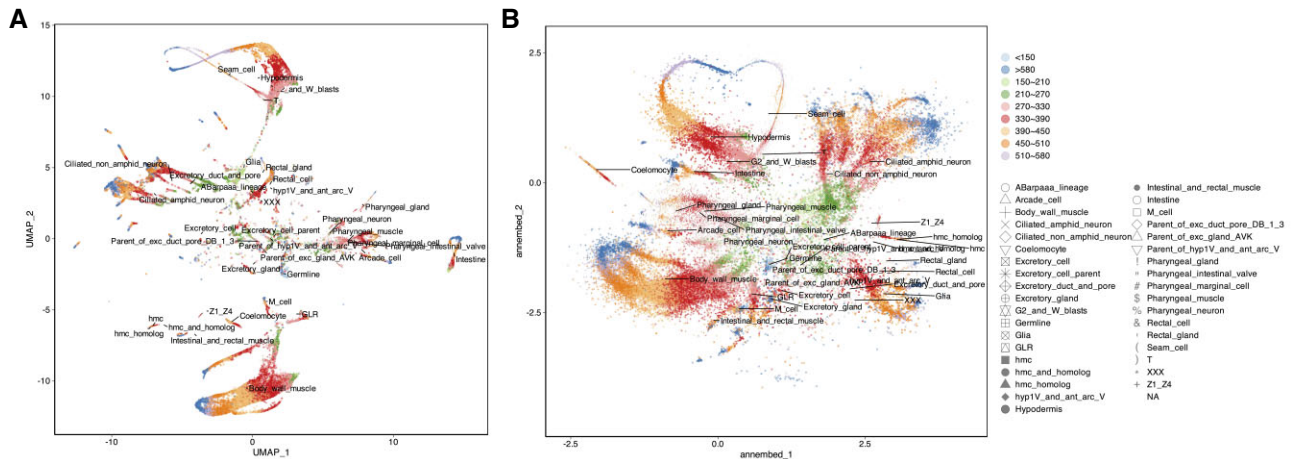 A
15
10
5
0
-5
-10
-10
0
10
UMAP_1
UMAP_2
Seam_cell
Hypodermis
2_and_W_blasts
T
Glia
Rectal_gland
Ciliated_non_amphid_neuron
Excretory_duct_and_pore
Rectal_cell
ABarpaaa_lineage
hyp1V_and_ant_arc_V
Ciliated_amphid_neuron
XXX
Pharyngeal_gland
Pharyngeal_neuron
Excretory_cell
Excretory_cell_parent
Pharyngeal_muscle
Parent_of_exc_duct_pore_DB_1_3
Parent_of_hyp1V_and_ant_arc_V
Pharyngeal_marginal_cell
Pharyngeal_intestinal_valve
Parent_of_exc_gland_AVK
Arcade_cell
Intestine
Excretory_gland
Germline
M_cell
Z1_Z4
Coelomocyte
GLR
hmc
hmc_and_homolog
hmc_homolog
Intestinal_and_rectal_muscle
Body_wall_muscle
B
2.5
0.0
-2.5
-2.5
0.0
2.5
annembed_1
annembed_2
Seam_cell
Hypodermis
T
G2_and_W_blasts
Ciliated_amphid_neuron
Coelomocyte
Intestine
Ciliated_non_amphid_neuron
Pharyngeal_gland
Pharyngeal_muscle
Pharyngeal_marginal_cell
Z1_Z4
Arcade_cell
Pharyngeal_intestinal_valve
ABarpaaa_lineage
hmc_homolog
Pharyngeal_neuron
Excretory_cell_parent
Germline
Rectal_gland
Parent_of_exc_duct_pore_DB_1_3
Rectal_cell
Body_wall_muscle
Parent_of_exc_gland_AVK
hyp1V_and_ant_arc_V
Excretory_duct_and_pore
GLR
Excretory_cell
Glia
XXX
M_cell
Excretory_gland
Intestinal_and_rectal_muscle
<150
>580
150~210
210~270
270~330
330~390
390~450
450~510
510~580
ABarpaaa_lineage
Arcade_cell
Body_wall_muscle
Ciliated_amphid_neuron
Ciliated_non_amphid_neuron
Coelomocyte
Excretory_cell
Excretory_cell_parent
Excretory_duct_and_pore
Excretory_gland
G2_and_W_blasts
Germline
Glia
GLR
hmc
hmc_and_homolog
hmc_homolog
hyp1V_and_ant_arc_V
Hypodermis
Intestinal_and_rectal_muscle
Intestine
M_cell
Parent_of_exc_duct_pore_DB_1_3
Parent_of_exc_gland_AVK
Parent_of_hyp1V_and_ant_arc_V
! Pharyngeal_gland
Pharyngeal_intestinal_valve
# Pharyngeal_marginal_cell
$ Pharyngeal_muscle
% Pharyngeal_neuron
& Rectal_cell
Rectal_gland
( Seam_cell
) T
XXX
+ Z1_Z4
NA